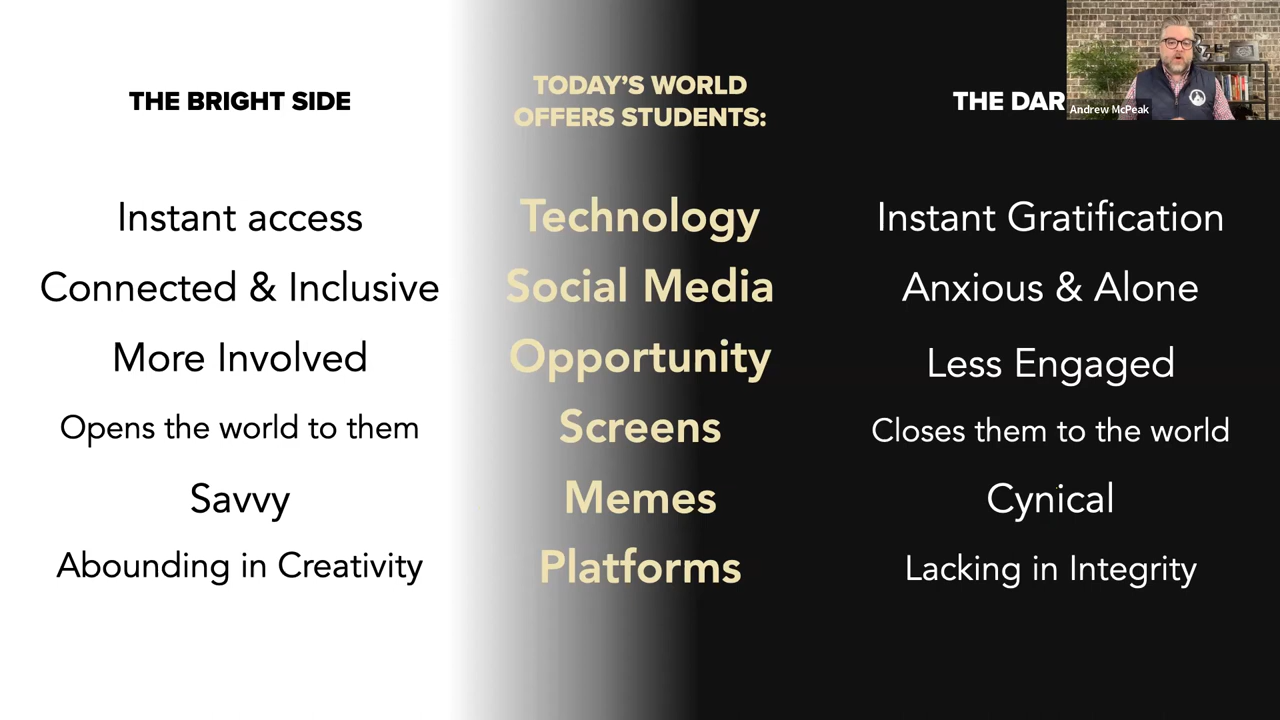 THE BRIGHT SIDE
TODAY'S WORLD
OFFERS STUDENTS:
THE DAR
Andrew McPeak
Instant access
Technology
Instant Gratification
Connected & Inclusive
Social Media
Anxious & Alone
More Involved
Opportunity
Less Engaged
Opens the world to them
Screens
Closes them to the world
Savvy
Memes
Cynical
Abounding in Creativity
Platforms
Lacking in Integrity